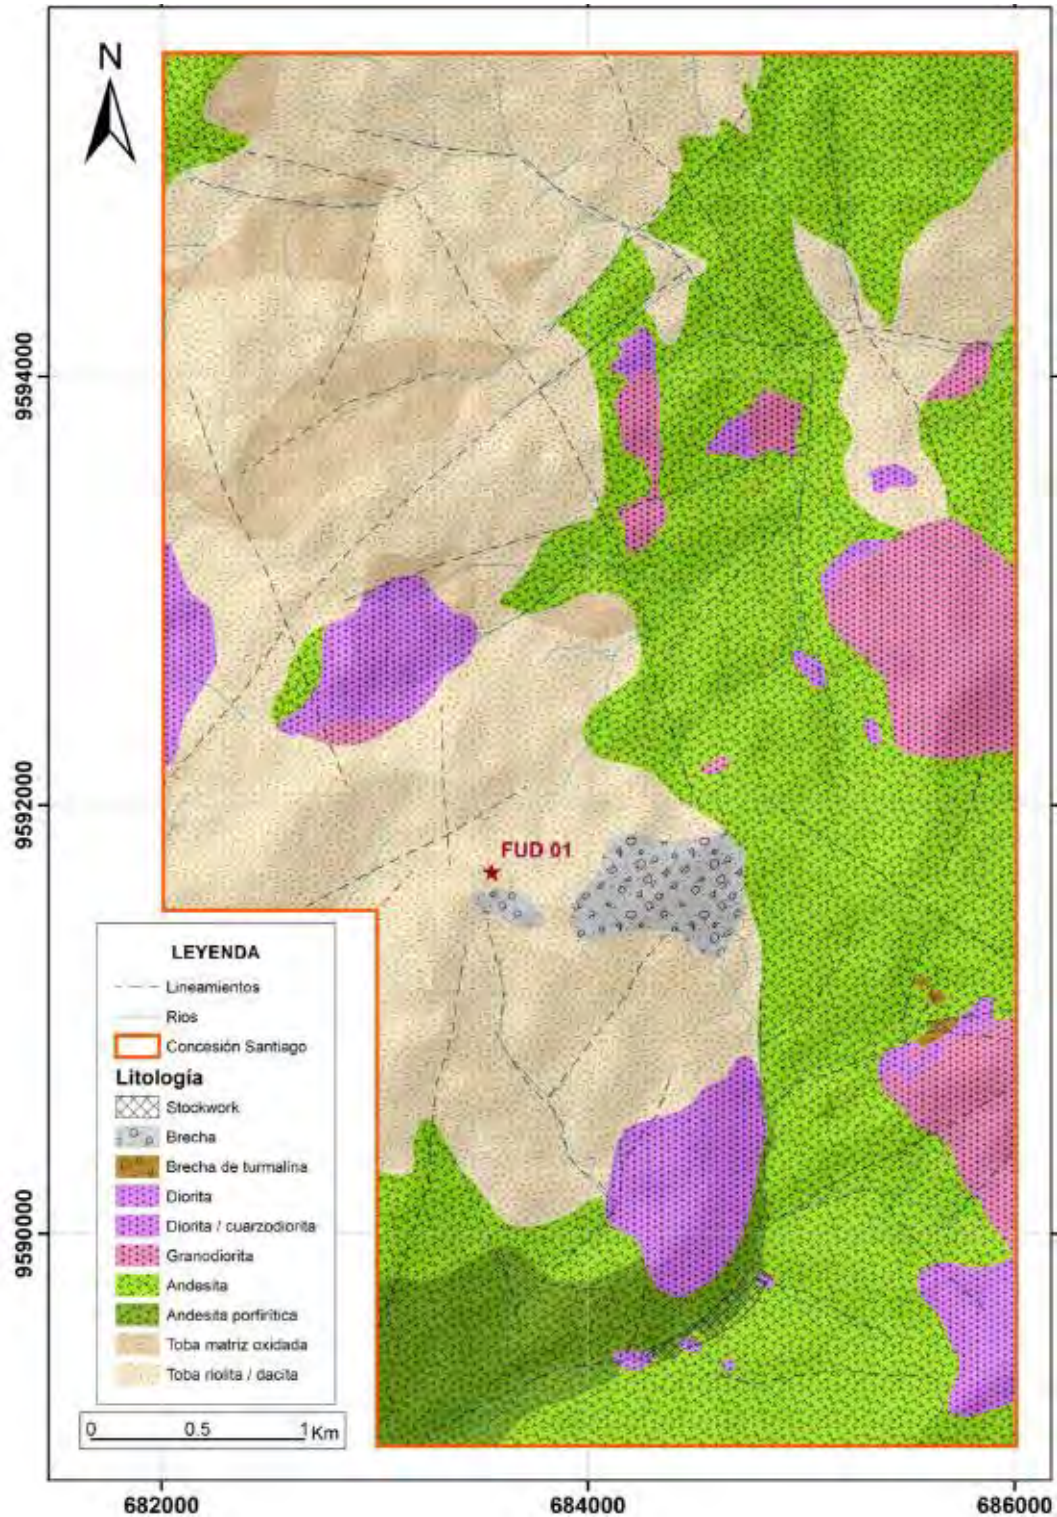 N
9594000
9592000
9590000
FUD 01
LEYENDA
Lineamientos
Rios
Concesión Santiago
Litología
Stockwork
Brecha
Brecha de turmalina
Diorita
Diorita / cuarzodiorita
Granodiorita
Andesita
Andesita porfirítica
Toba matriz oxidada
Toba riolita / dacita
0 0.5 1 Km
682000 684000 686000